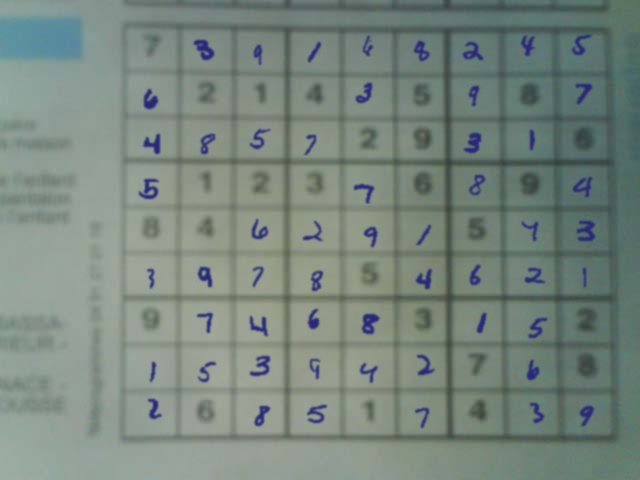 7 3 9 1 6 8 2 4 5
6 2 1 4 3 5 9 8 7
4 8 5 7 2 9 3 1 6
5 1 2 3 7 6 8 9 4
8 4 6 2 9 1 5 7 3
3 9 7 8 5 4 6 2 1
9 7 4 6 8 3 1 5 2
1 5 3 9 4 2 7 6 8
2 6 8 5 1 7 4 3 9